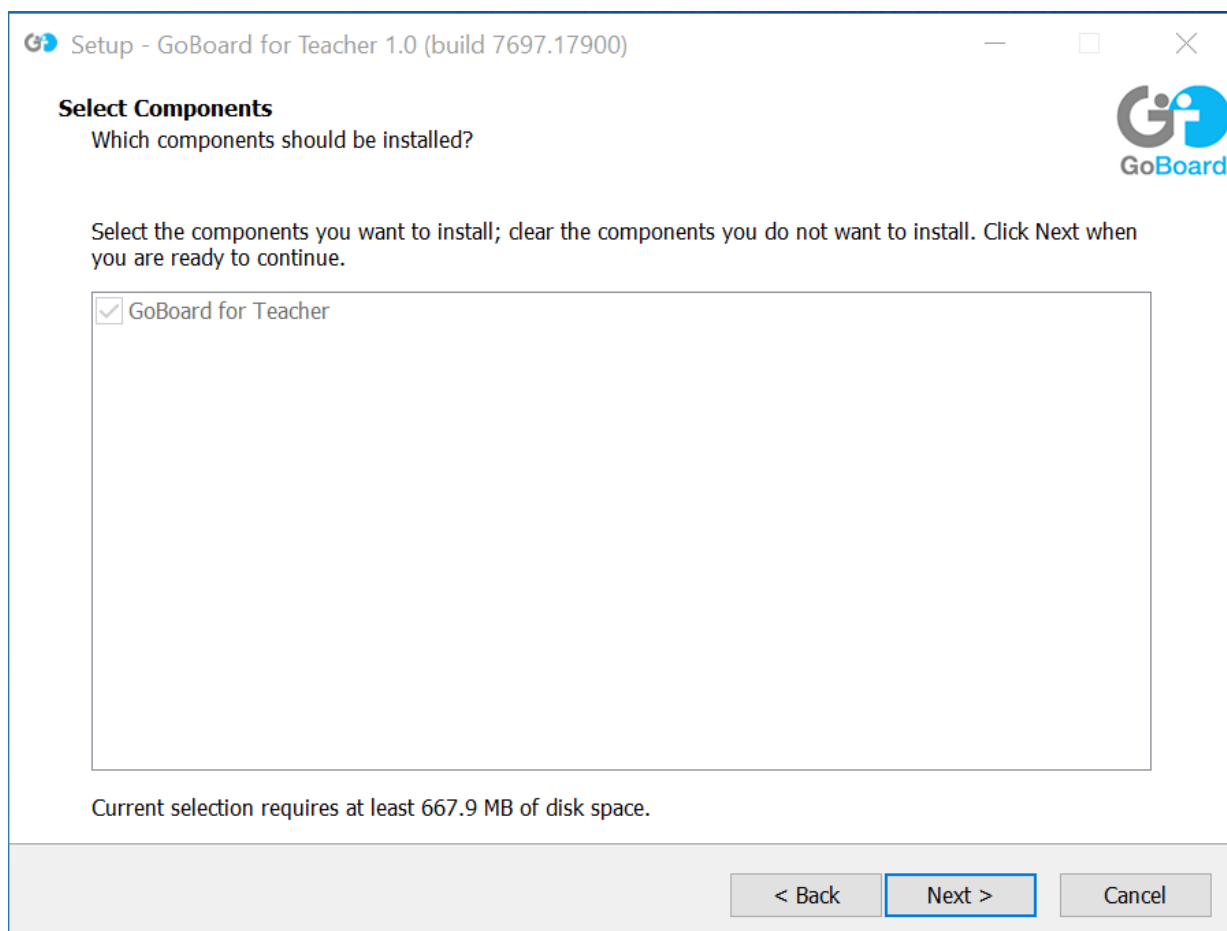 Setup - GoBoard for Teacher 1.0 (build 7697.17900)
Select Components
Which components should be installed?
GoBoard
Select the components you want to install; clear the components you do not want to install. Click Next when
you are ready to continue.
GoBoard for Teacher
Current selection requires at least 667.9 MB of disk space.
< Back
Next >
Cancel